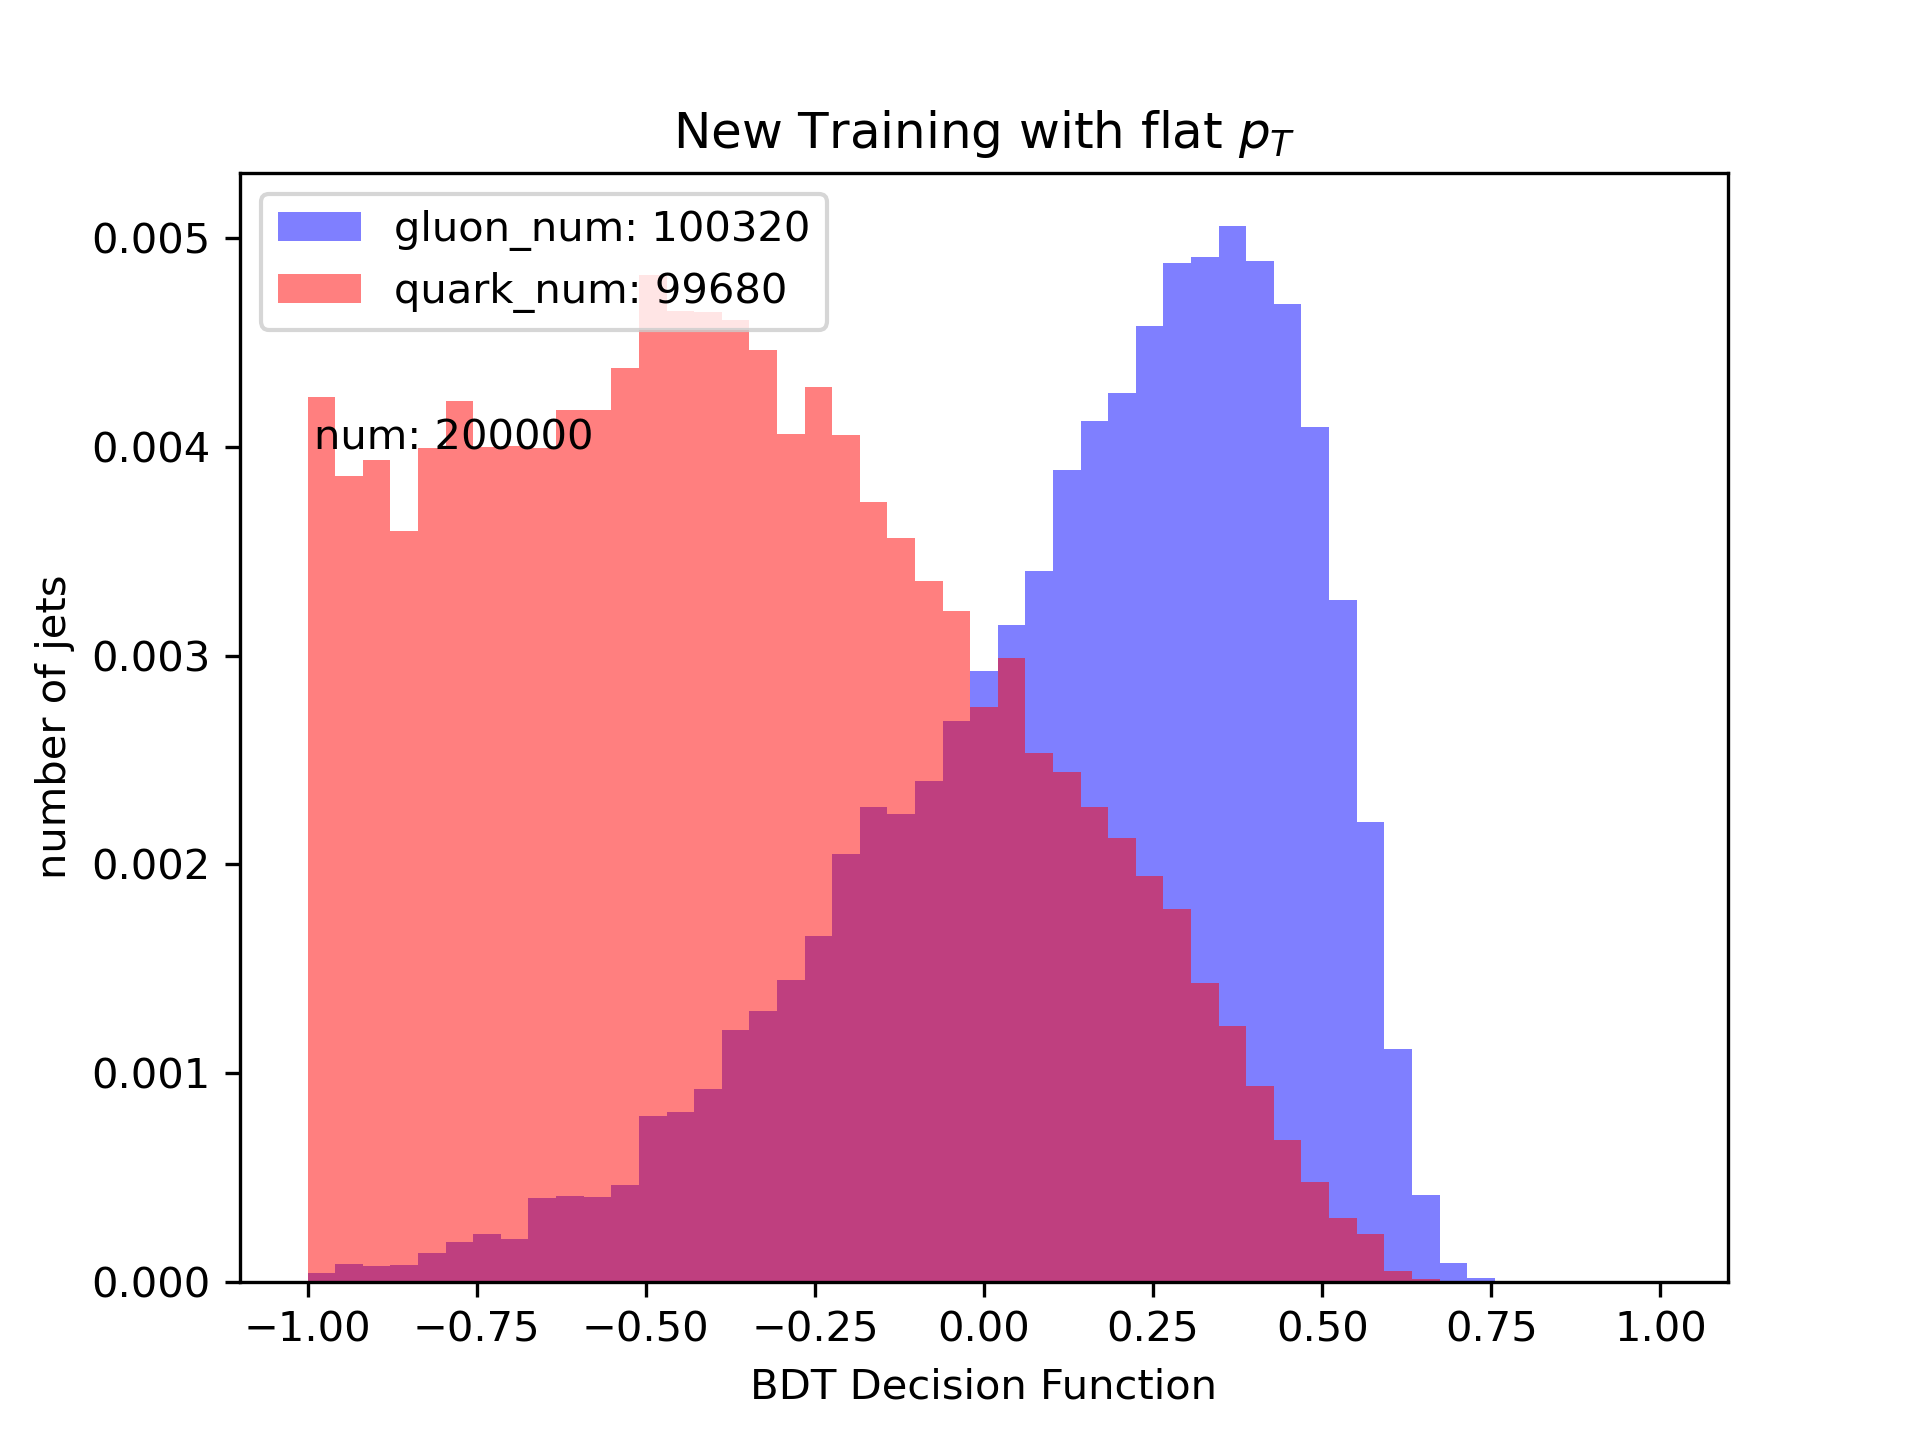 New Training with flat p_T
gluon_num: 100320
quark_num: 99680
num: 200000
number of jets
0.005
0.004
0.003
0.002
0.001
0.000
−1.00 −0.75 −0.50 −0.25 0.00 0.25 0.50 0.75 1.00
BDT Decision Function